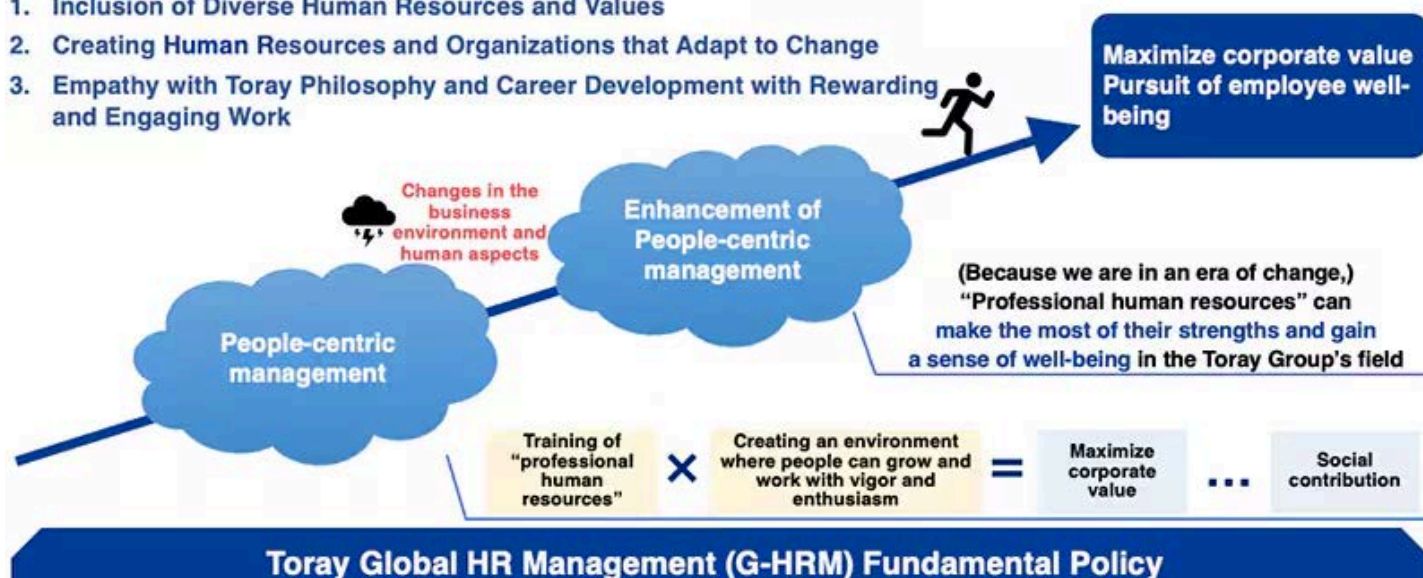 1. Inclusion of Diverse Human Resources and Values
2. Creating Human Resources and Organizations that Adapt to Change
3. Empathy with Toray Philosophy and Career Development with Rewarding
and Engaging Work
Maximize corporate value
Pursuit of employee well-
being
Changes in the
business
environment and
human aspects
Enhancement of
People-centric
management
(Because we are in an era of change,)
“Professional human resources” can
make the most of their strengths and gain
a sense of well-being in the Toray Group’s field
People-centric
management
Training of
“professional
human
resources”
×
Creating an environment
where people can grow and
work with vigor and
enthusiasm
=
Maximize
corporate
value
...
Social
contribution
Toray Global HR Management (G-HRM) Fundamental Policy